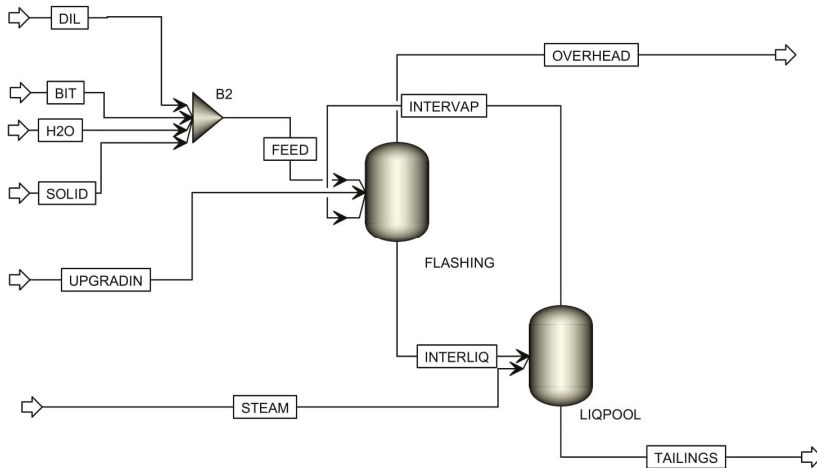 DIL
OVERHEAD
BIT
B2
INTERVAP
H2O
FEED
SOLID
FLASHING
UPGRADIN
INTERLIQ
STEAM
LIQPOOL
TAILINGS